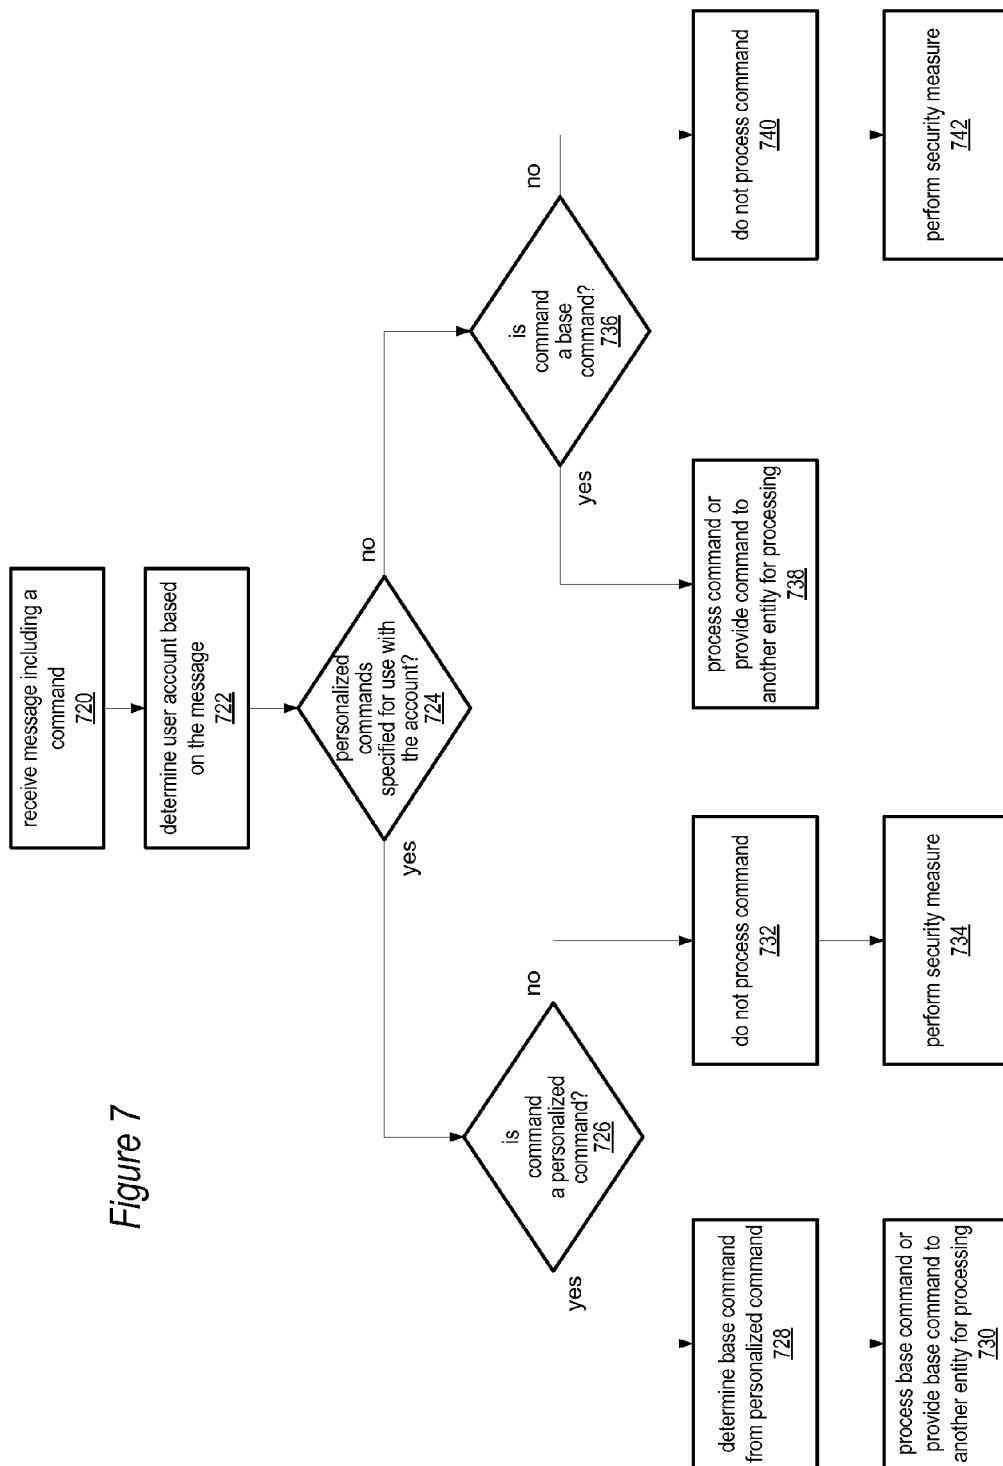 receive message including a
command
720
determine user account based
on the message
722
personalized
commands
specified for use with
the account?
724
yes
no
is
command
a personalized
command?
726
yes
no
is
command
a base
command?
736
yes
no
determine base command
from personalized command
728
do not process command
732
process command or
provide command to
another entity for processing
738
do not process command
740
process base command or
provide base command to
another entity for processing
730
perform security measure
734
perform security measure
742
Figure 7